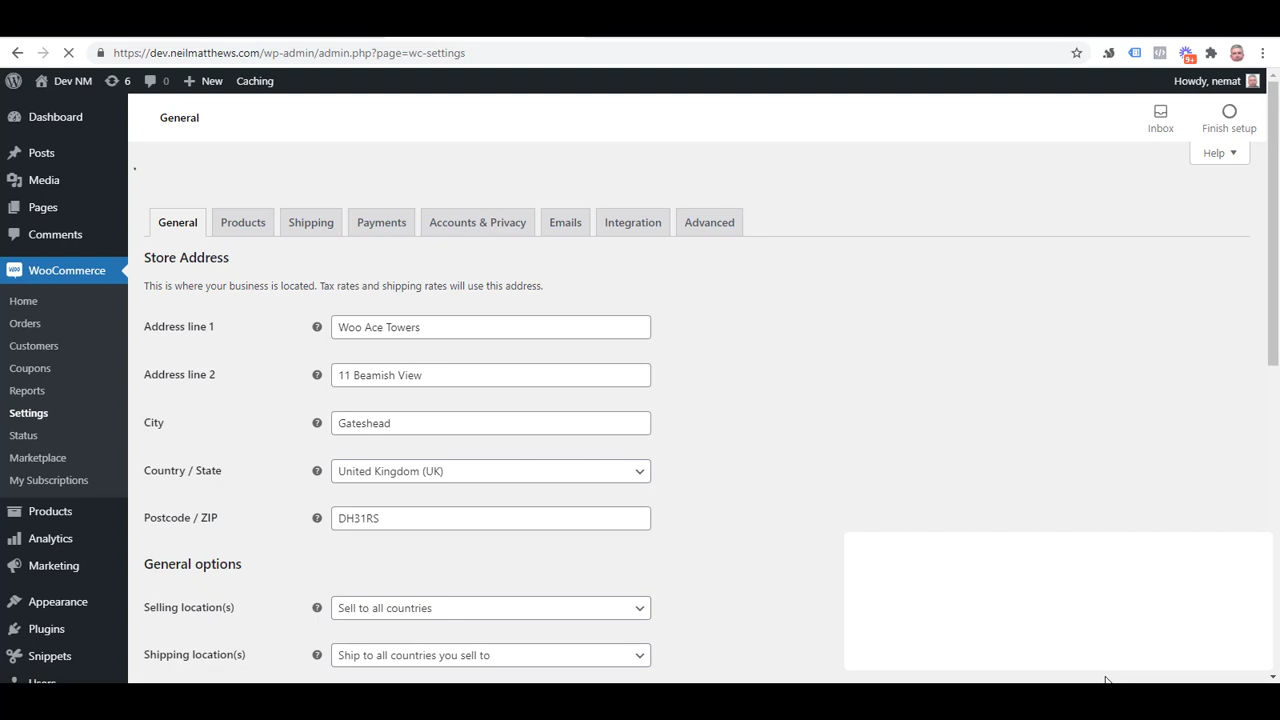 https://dev.neilmatthews.com/wp-admin/admin.php?page=wc-settings
9+
Dev NM 6 0 New Caching Howdy, nemat
Dashboard
Posts
Media
Pages
Comments
WooCommerce
Home
Orders
Customers
Coupons
Reports
Settings
Status
Marketplace
My Subscriptions
Products
Analytics
Marketing
Appearance
Plugins
Snippets
Users
General
Inbox
Finish setup
Help
General Products Shipping Payments Accounts & Privacy Emails Integration Advanced
Store Address
This is where your business is located. Tax rates and shipping rates will use this address.
Address line 1 ? Woo Ace Towers
Address line 2 ? 11 Beamish View
City ? Gateshead
Country / State ? United Kingdom (UK)
Postcode / ZIP ? DH31RS
General options
Selling location(s) ? Sell to all countries
Shipping location(s) ? Ship to all countries you sell to